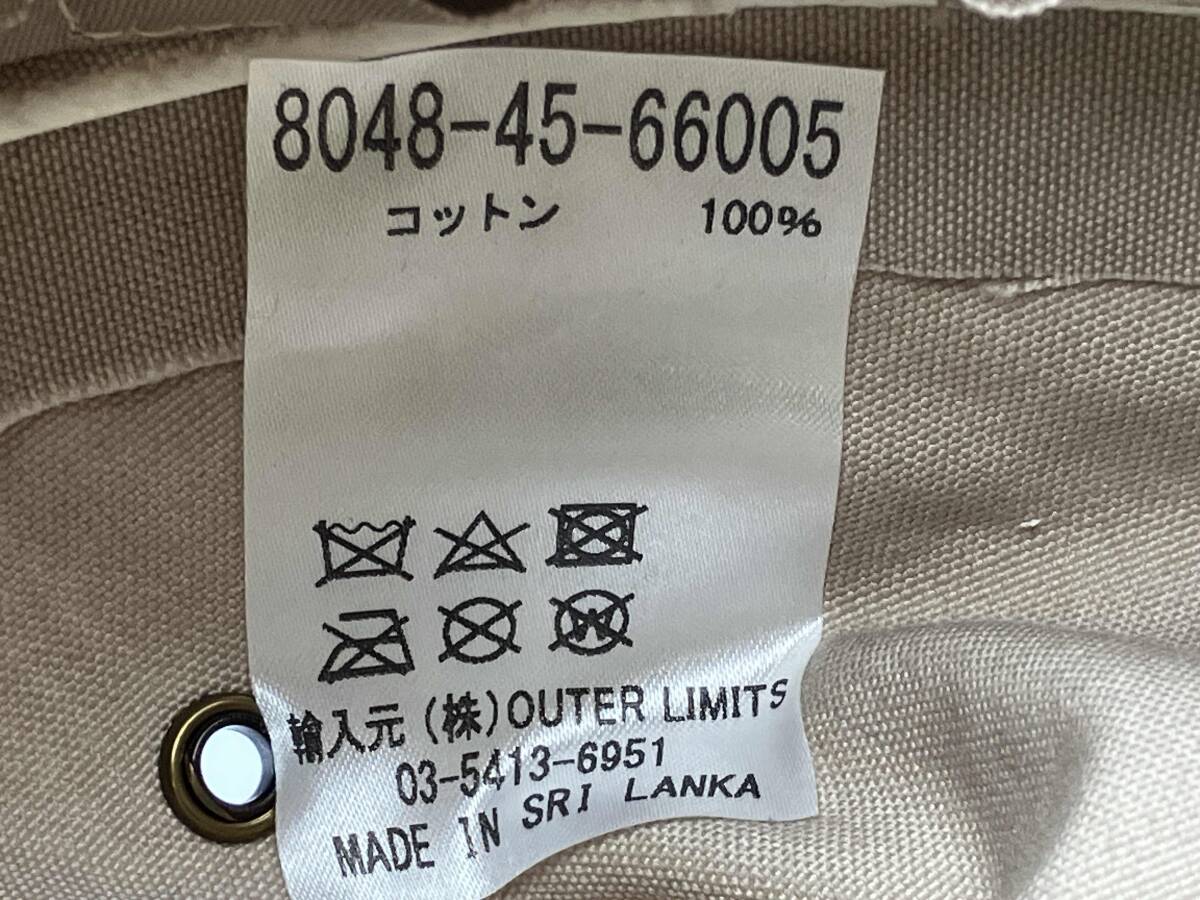 8048-45-66005
コットン 100%
W
輸入元 (株)OUTER LIMITS
03-5413-6951
MADE IN SRI LANKA